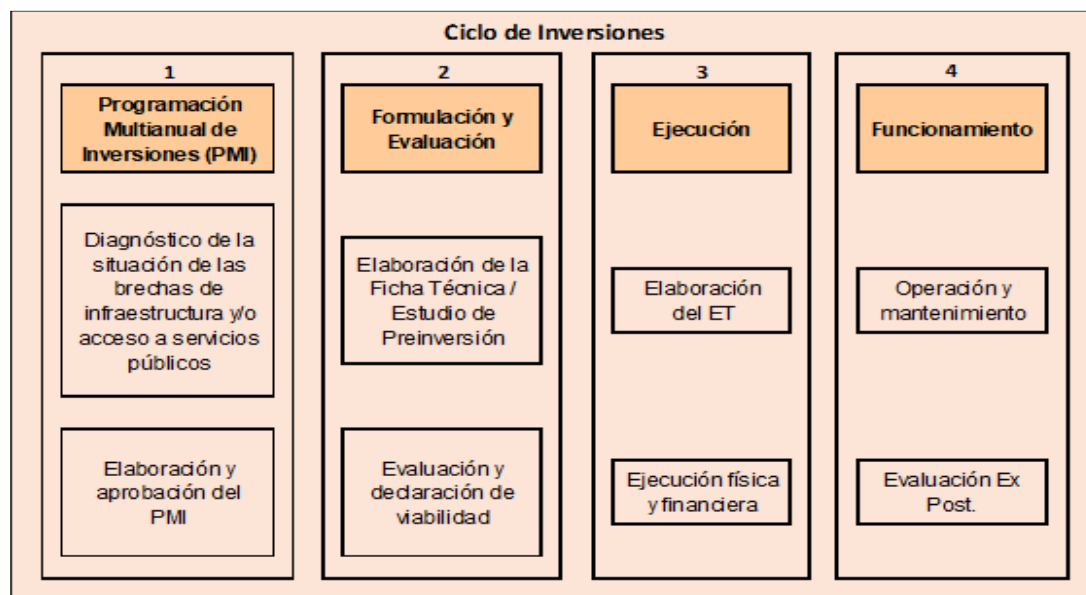 Ciclo de Inversiones
1
Programación
Multianual de
Inversiones (PMI)
Diagnóstico de la
situación de las
brechas de
infraestructura y/o
acceso a servicios
públicos
Elaboración y
aprobación del
PMI
2
Formulación y
Evaluación
Elaboración de la
Ficha Técnica /
Estudio de
Preinversión
Evaluación y
declaración de
viabilidad
3
Ejecución
Elaboración
del ET
Ejecución física
y financiera
4
Funcionamiento
Operación y
mantenimiento
Evaluación Ex
Post.